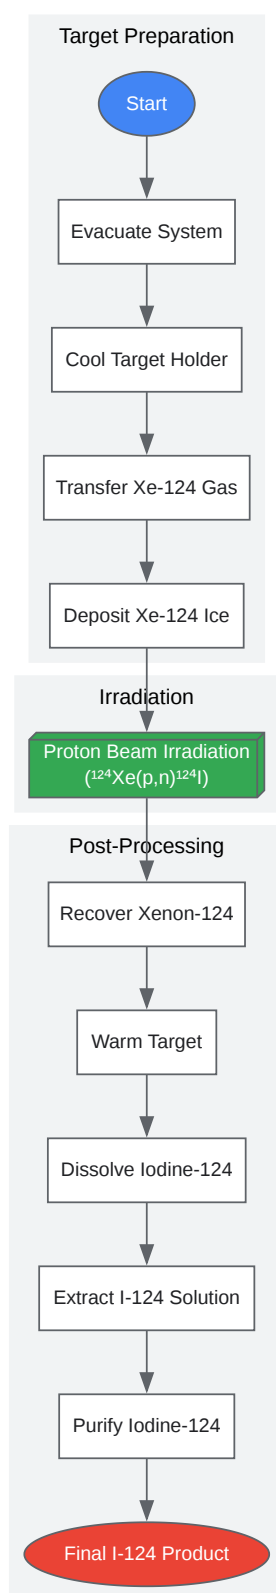 Target Preparation
Start
Evacuate System
Cool Target Holder
Transfer Xe-124 Gas
Deposit Xe-124 Ice
Irradiation
Proton Beam Irradiation
(¹²⁴Xe(p,n)¹²⁴I)
Post-Processing
Recover Xenon-124
Warm Target
Dissolve Iodine-124
Extract I-124 Solution
Purify Iodine-124
Final I-124 Product